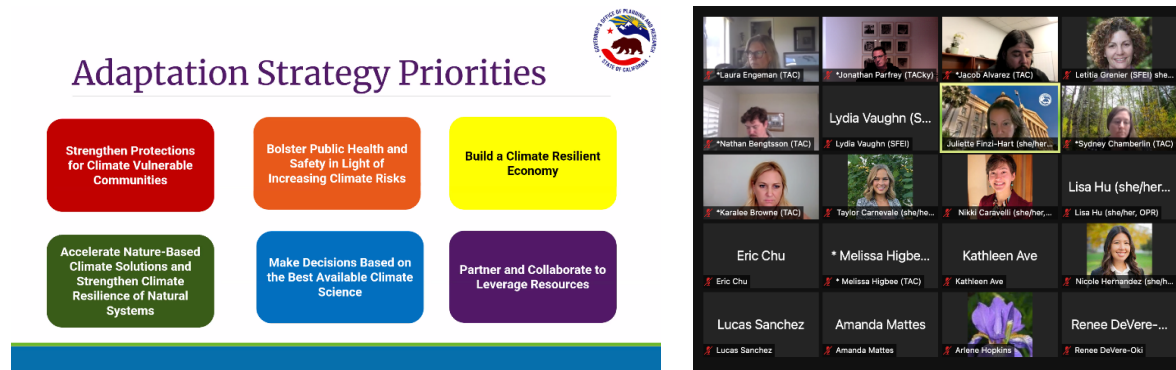 GOVERNOR'S OFFICE OF PLANNING AND RESEARCH
STATE OF CALIFORNIA
Adaptation Strategy Priorities
Strengthen Protections
for Climate Vulnerable
Communities
Bolster Public Health and
Safety in Light of
Increasing Climate Risks
Build a Climate Resilient
Economy
Accelerate Nature-Based
Climate Solutions and
Strengthen Climate
Resilience of Natural
Systems
Make Decisions Based on
the Best Available Climate
Science
Partner and Collaborate to
Leverage Resources
*Laura Engeman (TAC)
*Jonathan Parfrey (TACky)
*Jacob Alvarez (TAC)
Letitia Grenier (SFEI) she...
*Nathan Bengtsson (TAC)
Lydia Vaughn (S...
Lydia Vaughn (SFEI)
Juliette Finzi-Hart (she/her...
*Sydney Chamberlin (TAC)
*Karalee Browne (TAC)
Taylor Carnevale (she/he...
Nikki Caravelli (she/her,...
Lisa Hu (she/her...
Lisa Hu (she/her, OPR)
Eric Chu
Eric Chu
* Melissa Higbe...
* Melissa Higbee (TAC)
Kathleen Ave
Kathleen Ave
Nicole Hernandez (she/h...
Lucas Sanchez
Lucas Sanchez
Amanda Mattes
Amanda Mattes
Arlene Hopkins
Renee DeVere-...
Renee DeVere-Oki